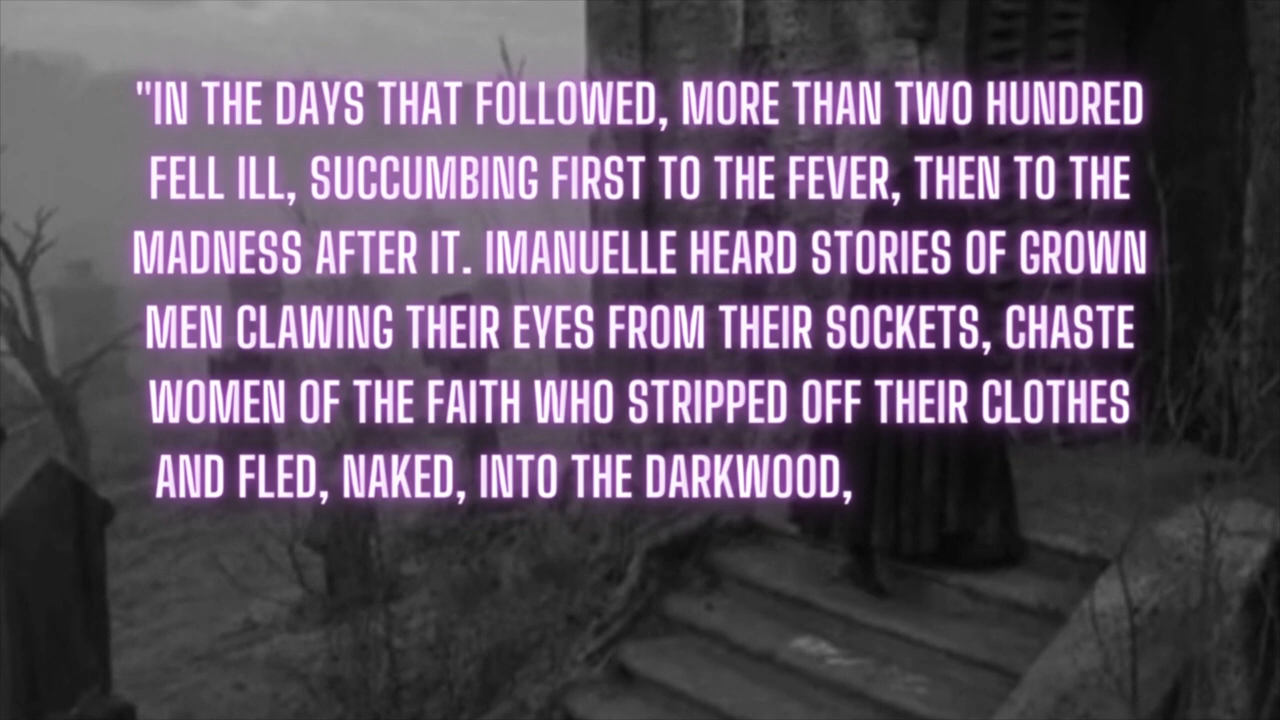 "IN THE DAYS THAT FOLLOWED, MORE THAN TWO HUNDRED
FELL ILL, SUCCUMBING FIRST TO THE FEVER, THEN TO THE
MADNESS AFTER IT. IMANUELLE HEARD STORIES OF GROWN
MEN CLAWING THEIR EYES FROM THEIR SOCKETS, CHASTE
WOMEN OF THE FAITH WHO STRIPPED OFF THEIR CLOTHES
AND FLED, NAKED, INTO THE DARKWOOD,